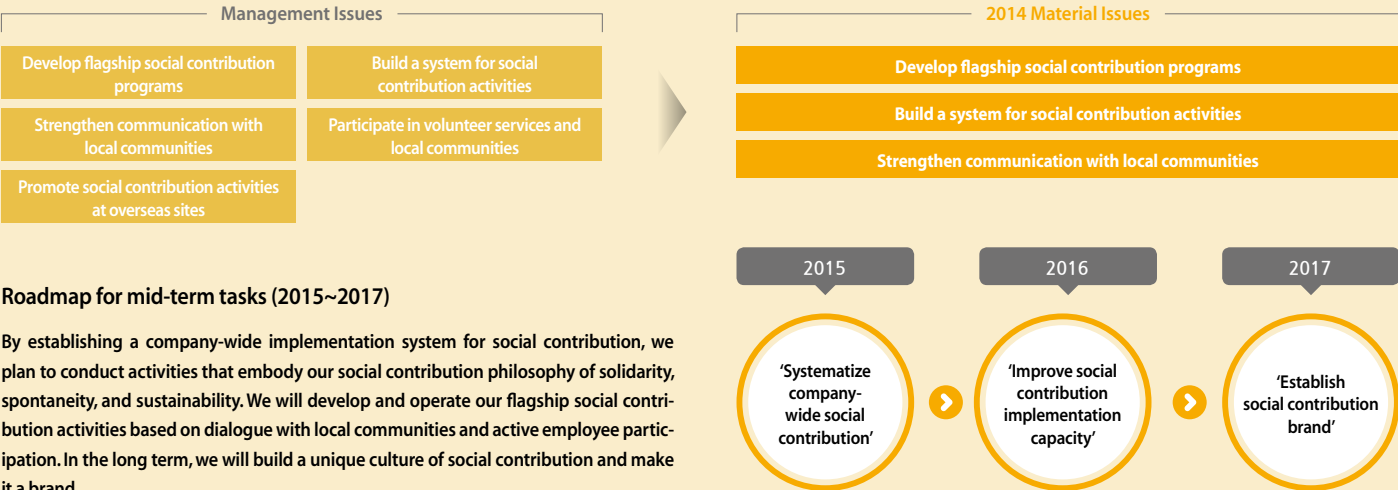 Management Issues
Develop flagship social contribution
programs
Build a system for social
contribution activities
Strengthen communication with
local communities
Participate in volunteer services and
local communities
Promote social contribution activities
at overseas sites
2014 Material Issues
Develop flagship social contribution programs
Build a system for social contribution activities
Strengthen communication with local communities
Roadmap for mid-term tasks (2015~2017)
By establishing a company-wide implementation system for social contribution, we
plan to conduct activities that embody our social contribution philosophy of solidarity,
spontaneity, and sustainability. We will develop and operate our flagship social contri-
bution activities based on dialogue with local communities and active employee partic-
ipation. In the long term, we will build a unique culture of social contribution and make
it a brand.
2015
‘Systematize
company-
wide social
contribution’
2016
‘Improve social
contribution
implementation
capacity’
2017
‘Establish
social contribution
brand’